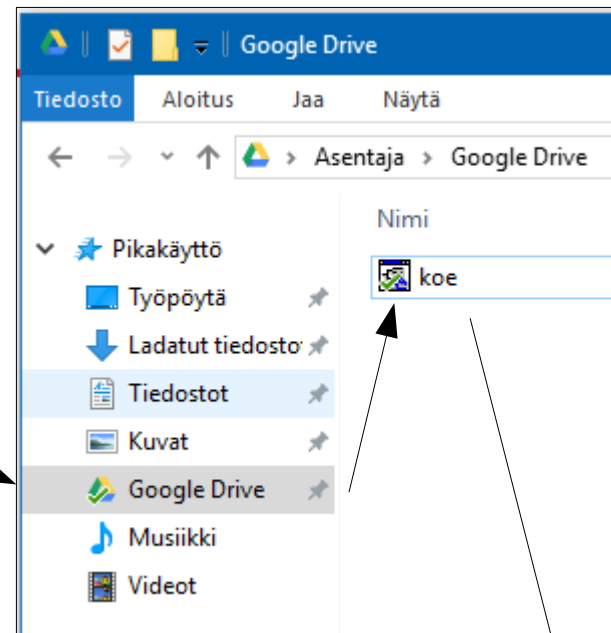 Google Drive
Tiedosto Aloitus Jaa Näytä
Asentaja > Google Drive
Nimi
Pikakäyttö
koe
Työpöytä
Ladatut tiedostot
Tiedostot
Kuvat
Google Drive
Musiikki
Videot